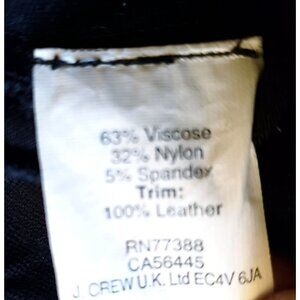 63% Viscose
32% Nylon
5% Spandex
Trim:
100% Leather
RN77388
CA56445
J. CREW U.K. Ltd EC4V 6JA